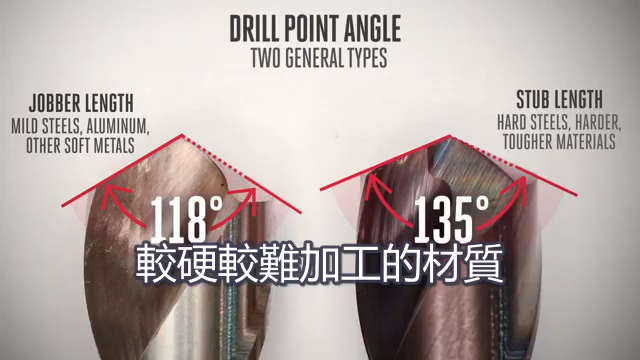 DRILL POINT ANGLE
TWO GENERAL TYPES
JOBBER LENGTH
MILD STEELS, ALUMINUM,
OTHER SOFT METALS
STUB LENGTH
HARD STEELS, HARDER,
TOUGHER MATERIALS
118°
135°
較硬較難加工的材質